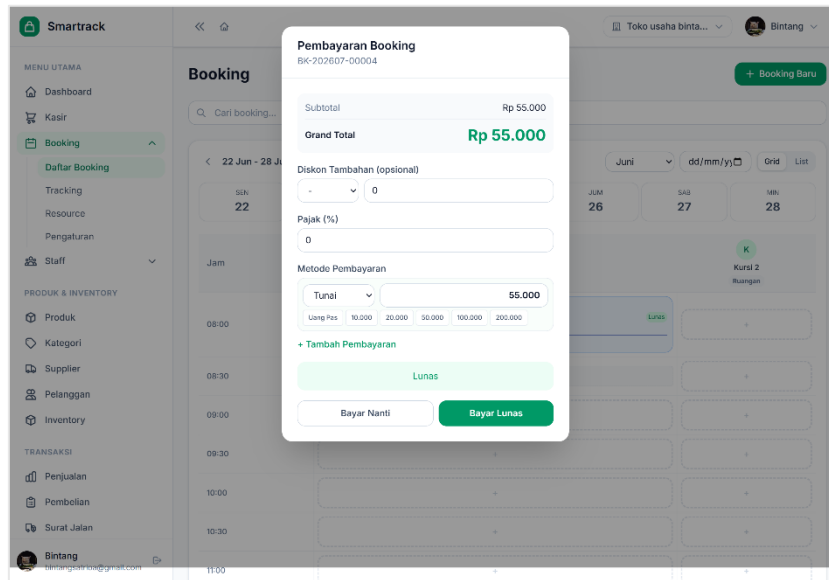 Smartrack
Toko usaha binta...
Bintang
MENU UTAMA
Dashboard
Kasir
Booking
Daftar Booking
Tracking
Resource
Pengaturan
Staff
PRODUK & INVENTORY
Produk
Kategori
Supplier
Pelanggan
Inventory
TRANSAKSI
Penjualan
Pembelian
Surat Jalan
Bintang
Booking
+ Booking Baru
Cari booking...
22 Jun - 28 Ju
Juni
dd/mm/yy
Grid
List
SEN
22
JUM
26
SAB
27
MIN
28
Jam
K
Kursi 2
Ruangan
08:00
Lunas
+
08:30
+
09:00
+
09:30
+
+
10:00
+
+
10:30
+
+
11:00
+
+
Pembayaran Booking
BK-202607-00004
Subtotal
Rp 55.000
Grand Total
Rp 55.000
Diskon Tambahan (opsional)
-
0
Pajak (%)
0
Metode Pembayaran
Tunai
55.000
Uang Pas
10.000
20.000
50.000
100.000
200.000
+ Tambah Pembayaran
Lunas
Bayar Nanti
Bayar Lunas